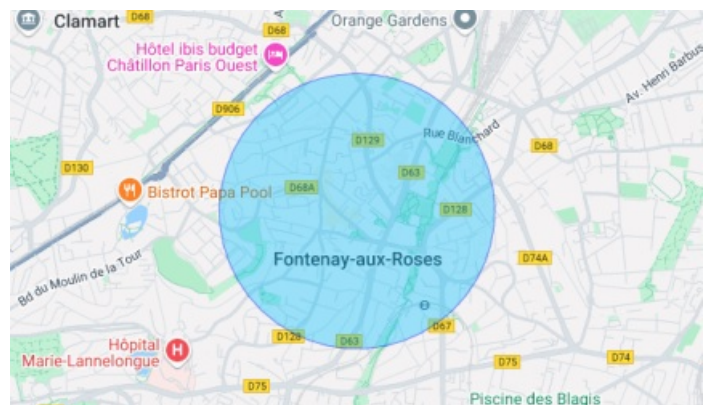 Clamart
D68
Orange Gardens
D68
Hôtel ibis budget
Châtillon Paris Ouest
Av. Henri Barbus
D906
Rue Blanchard
D129
D68
D130
D63
D68A
Bistrot Papa Pool
D128
Fontenay-aux-Roses
D74A
Bd du Moulin de la Tour
D67
D128
D63
Hôpital
Marie-Lannelongue
H
D75
D74
D75
Piscine des Blagis